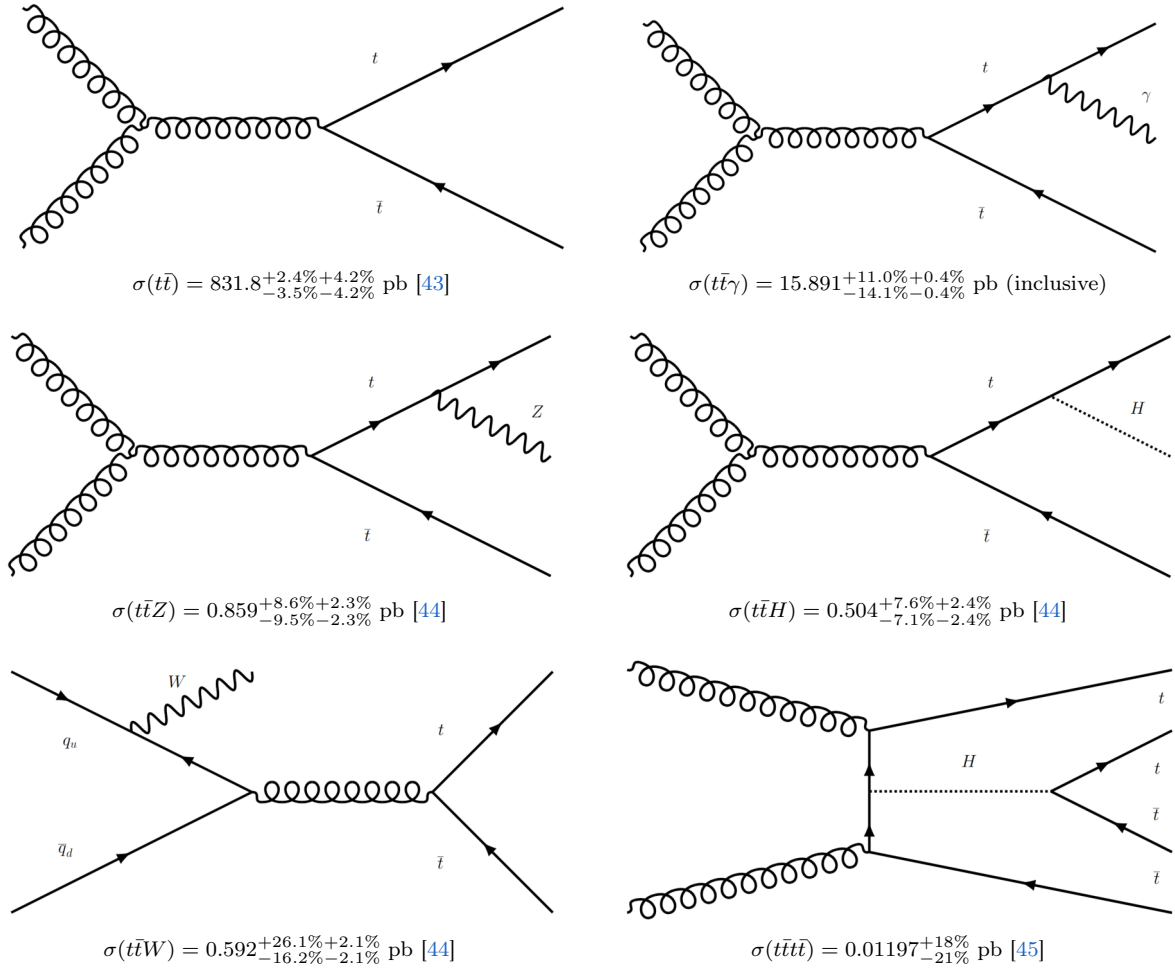 t
t̄
σ(tt̄) = 831.8 +2.4%+4.2% −3.5%−4.2% pb [43]
t
γ
t̄
σ(tt̄γ) = 15.891 +11.0%+0.4% −14.1%−0.4% pb (inclusive)
t
Z
t̄
σ(tt̄Z) = 0.859 +8.6%+2.3% −9.5%−2.3% pb [44]
t
H
t̄
σ(tt̄H) = 0.504 +7.6%+2.4% −7.1%−2.4% pb [44]
W
q_u
t
q̄_d
t̄
σ(tt̄W) = 0.592 +26.1%+2.1% −16.2%−2.1% pb [44]
t
H
t
t̄
t̄
σ(tt̄tt̄) = 0.01197 +18% −21% pb [45]